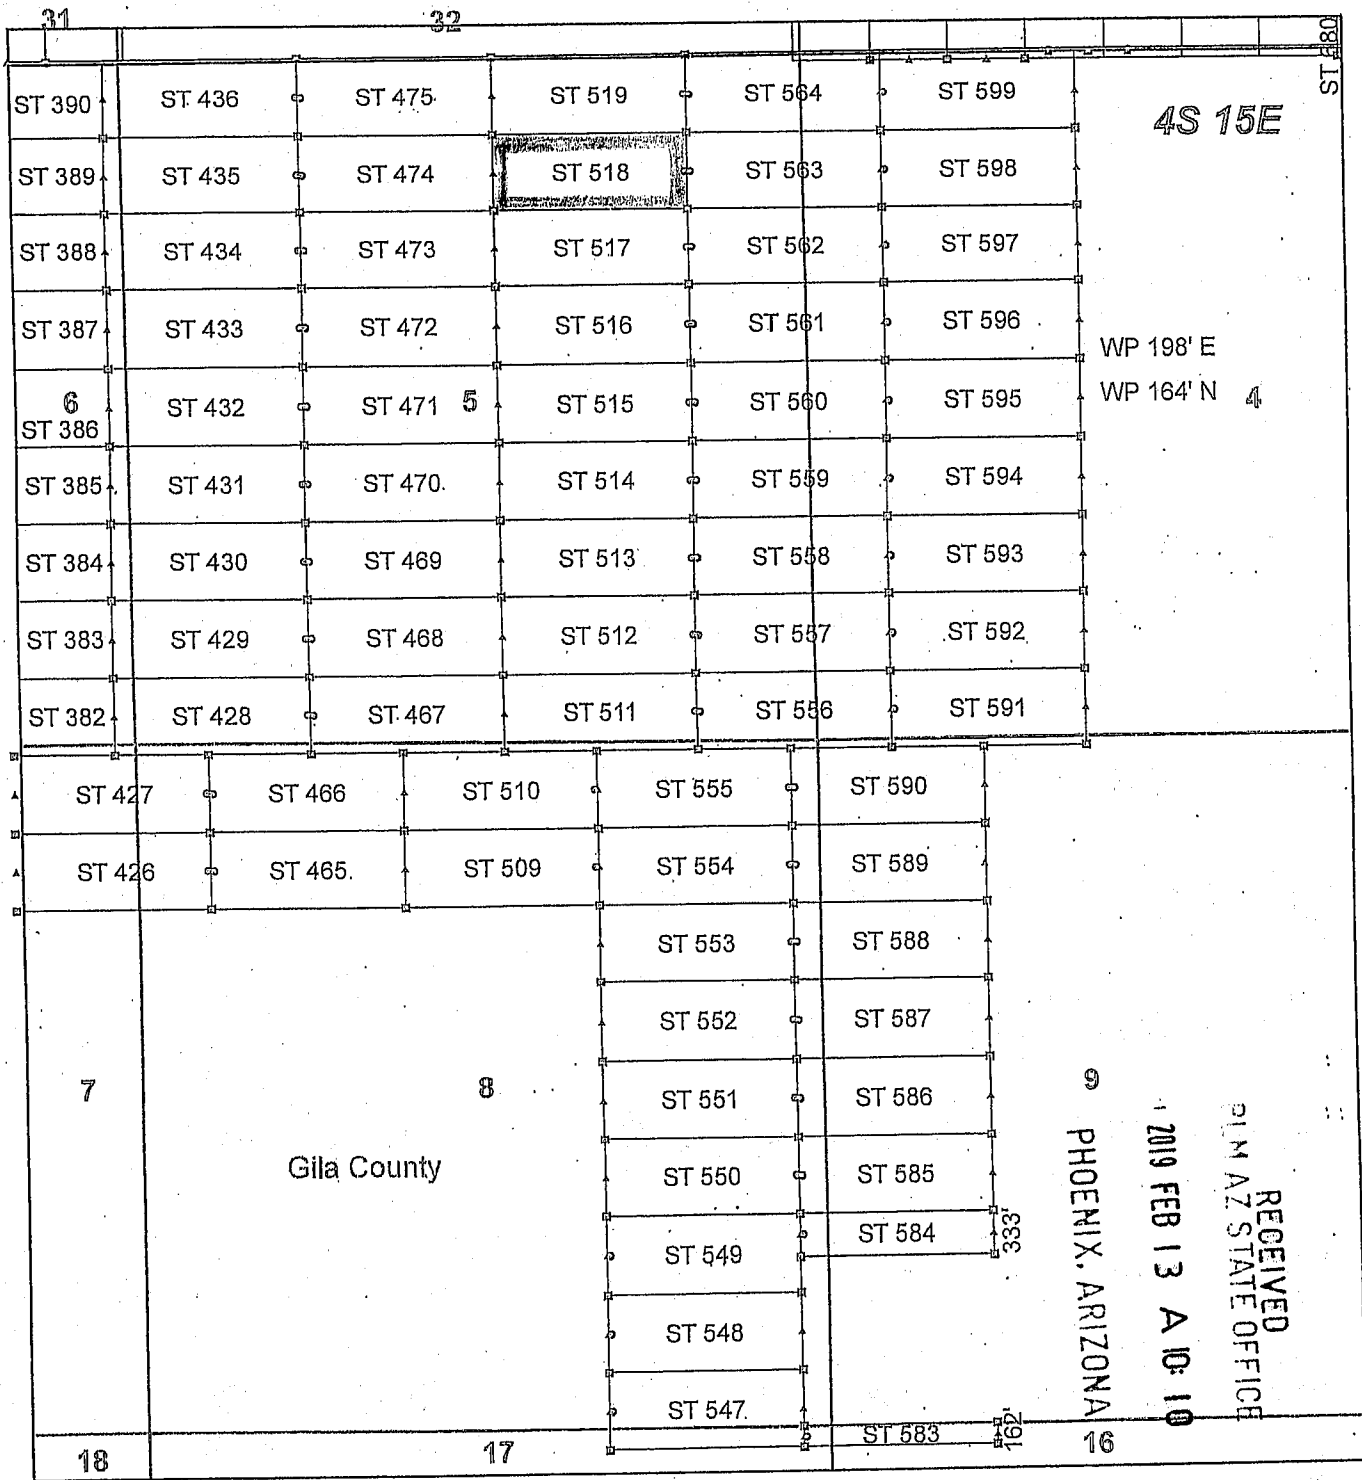 31 32
ST 580
ST 390 ST 436 ST 475 ST 519 ST 564 ST 599
4S 15E
ST 389 ST 435 ST 474 ST 518 ST 563 ST 598
ST 388 ST 434 ST 473 ST 517 ST 562 ST 597
ST 387 ST 433 ST 472 ST 516 ST 561 ST 596
WP 198' E
WP 164' N 4
6
ST 386 ST 432 ST 471 5 ST 515 ST 560 ST 595
ST 385 ST 431 ST 470 ST 514 ST 559 ST 594
ST 384 ST 430 ST 469 ST 513 ST 558 ST 593
ST 383 ST 429 ST 468 ST 512 ST 557 ST 592
ST 382 ST 428 ST 467 ST 511 ST 556 ST 591
ST 427 ST 466 ST 510 ST 555 ST 590
ST 426 ST 465 ST 509 ST 554 ST 589
ST 553 ST 588
ST 552 ST 587
7 8 9
ST 551 ST 586
Gila County
ST 550 ST 585
ST 584 333'
ST 549
ST 548
ST 547
ST 583 162'
18 17 16
RECEIVED
BLM AZ STATE OFFICE
2019 FEB 13 A 10: 10
PHOENIX, ARIZONA